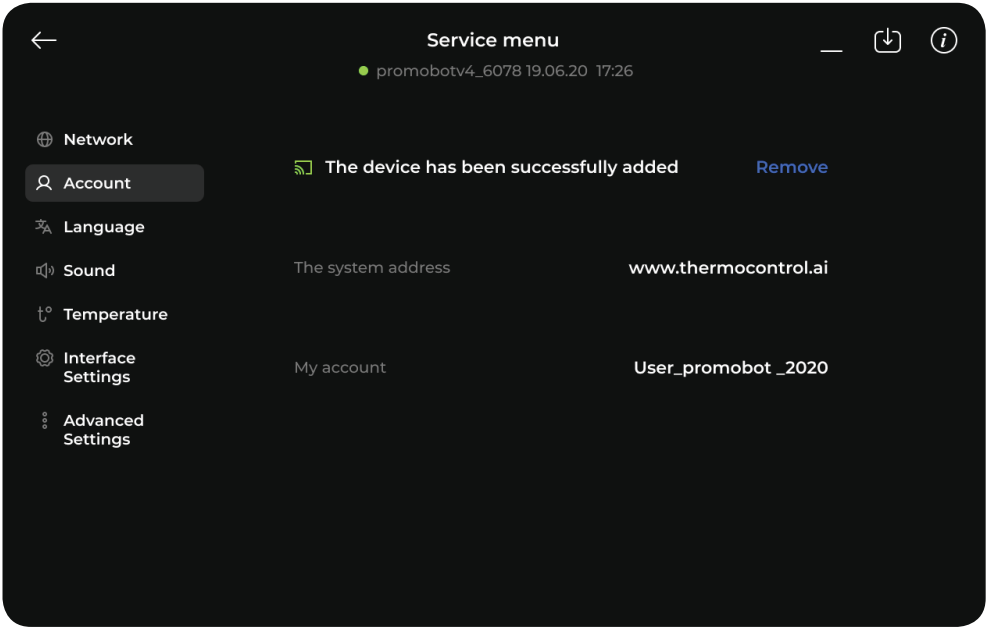 Service menu
promobotv4_6078 19.06.20 17:26
Network
Account
Language
Sound
t° Temperature
Interface
Settings
Advanced
Settings
The device has been successfully added Remove
The system address www.thermocontrol.ai
My account User_promobot _2020